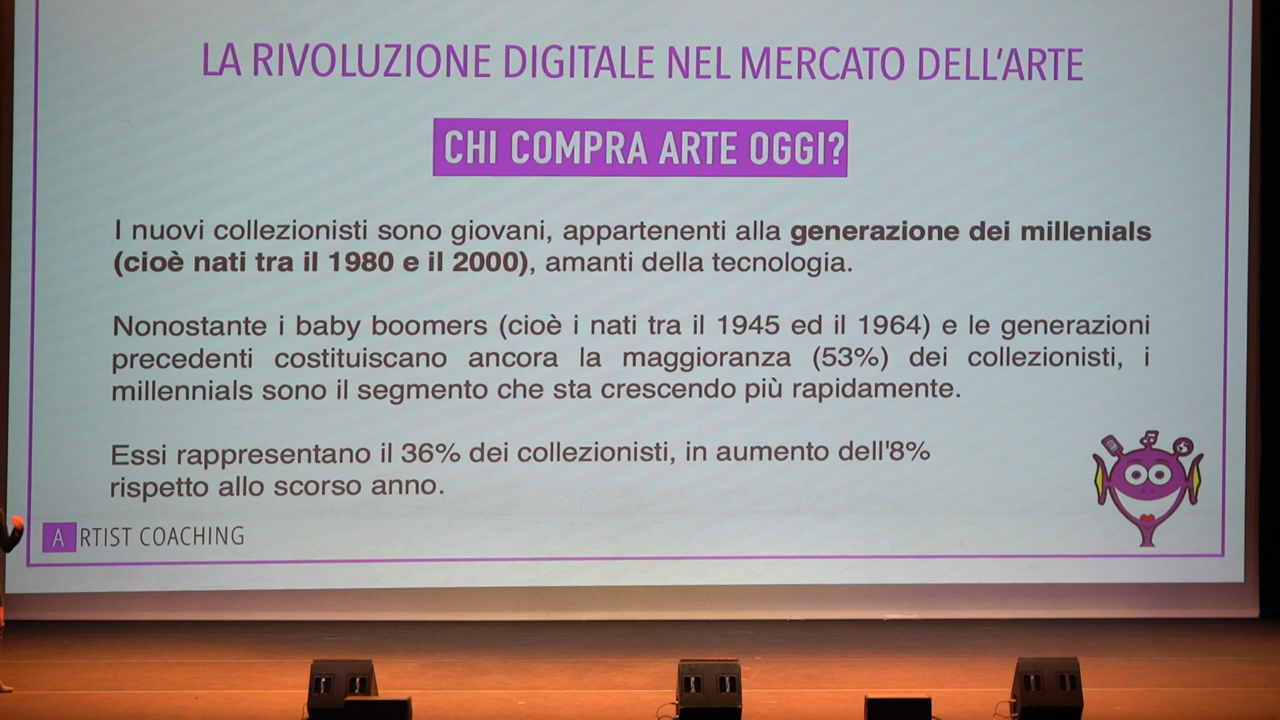 LA RIVOLUZIONE DIGITALE NEL MERCATO DELL'ARTE
CHI COMPRA ARTE OGGI?
I nuovi collezionisti sono giovani, appartenenti alla generazione dei millenials
(cioè nati tra il 1980 e il 2000), amanti della tecnologia.
Nonostante i baby boomers (cioè i nati tra il 1945 ed il 1964) e le generazioni
precedenti costituiscano ancora la maggioranza (53%) dei collezionisti, i
millennials sono il segmento che sta crescendo più rapidamente.
Essi rappresentano il 36% dei collezionisti, in aumento dell'8%
rispetto allo scorso anno.
ARTIST COACHING